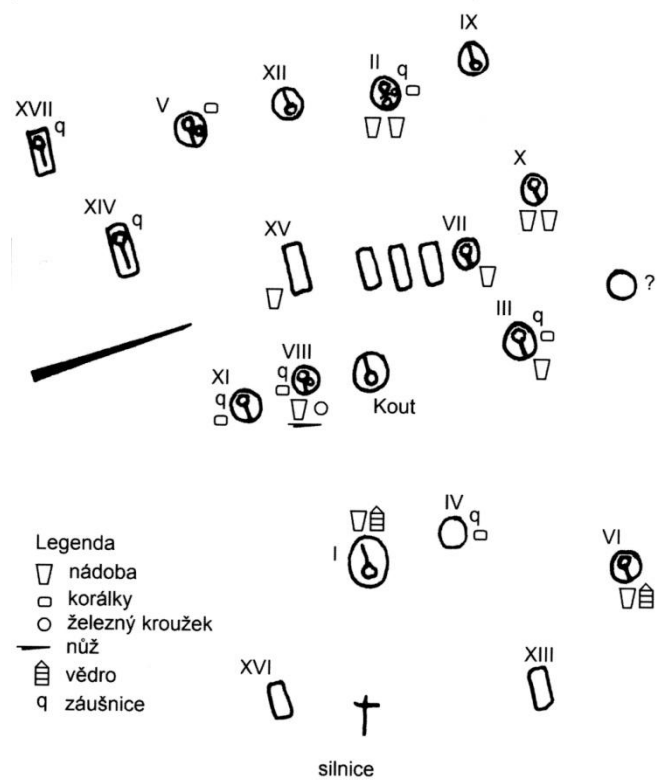 IX
XII
II
q
V
XVII
q
X
XIV
q
XV
VII
?
III
q
VIII
q
XI
q
Kout
IV
q
I
VI
Legenda
nádoba
korálky
železný kroužek
nůž
vědro
q záušnice
XVI
XIII
silnice